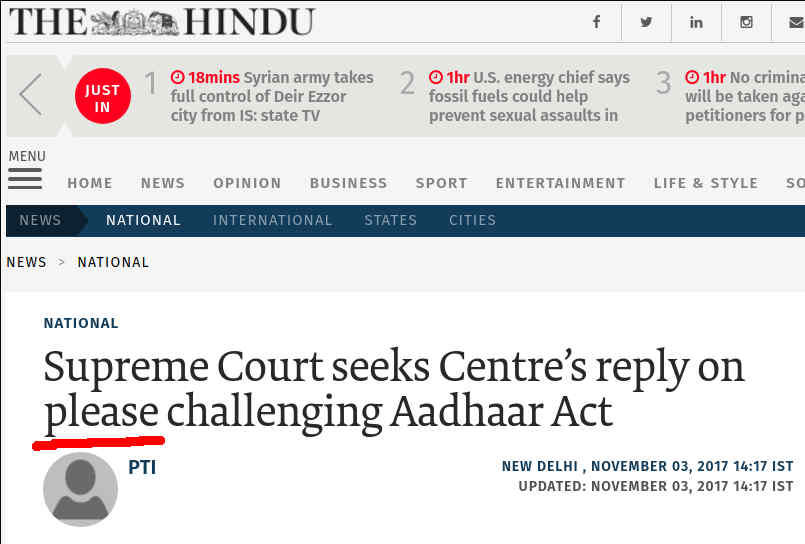 THE HINDU
JUST IN
1 18mins Syrian army takes
full control of Deir Ezzor
city from IS: state TV
2 1hr U.S. energy chief says
fossil fuels could help
prevent sexual assaults in
3 1hr No crimina
will be taken aga
petitioners for p
MENU
HOME NEWS OPINION BUSINESS SPORT ENTERTAINMENT LIFE & STYLE SO
NEWS NATIONAL INTERNATIONAL STATES CITIES
NEWS > NATIONAL
NATIONAL
Supreme Court seeks Centre’s reply on
please challenging Aadhaar Act
PTI
NEW DELHI , NOVEMBER 03, 2017 14:17 IST
UPDATED: NOVEMBER 03, 2017 14:17 IST